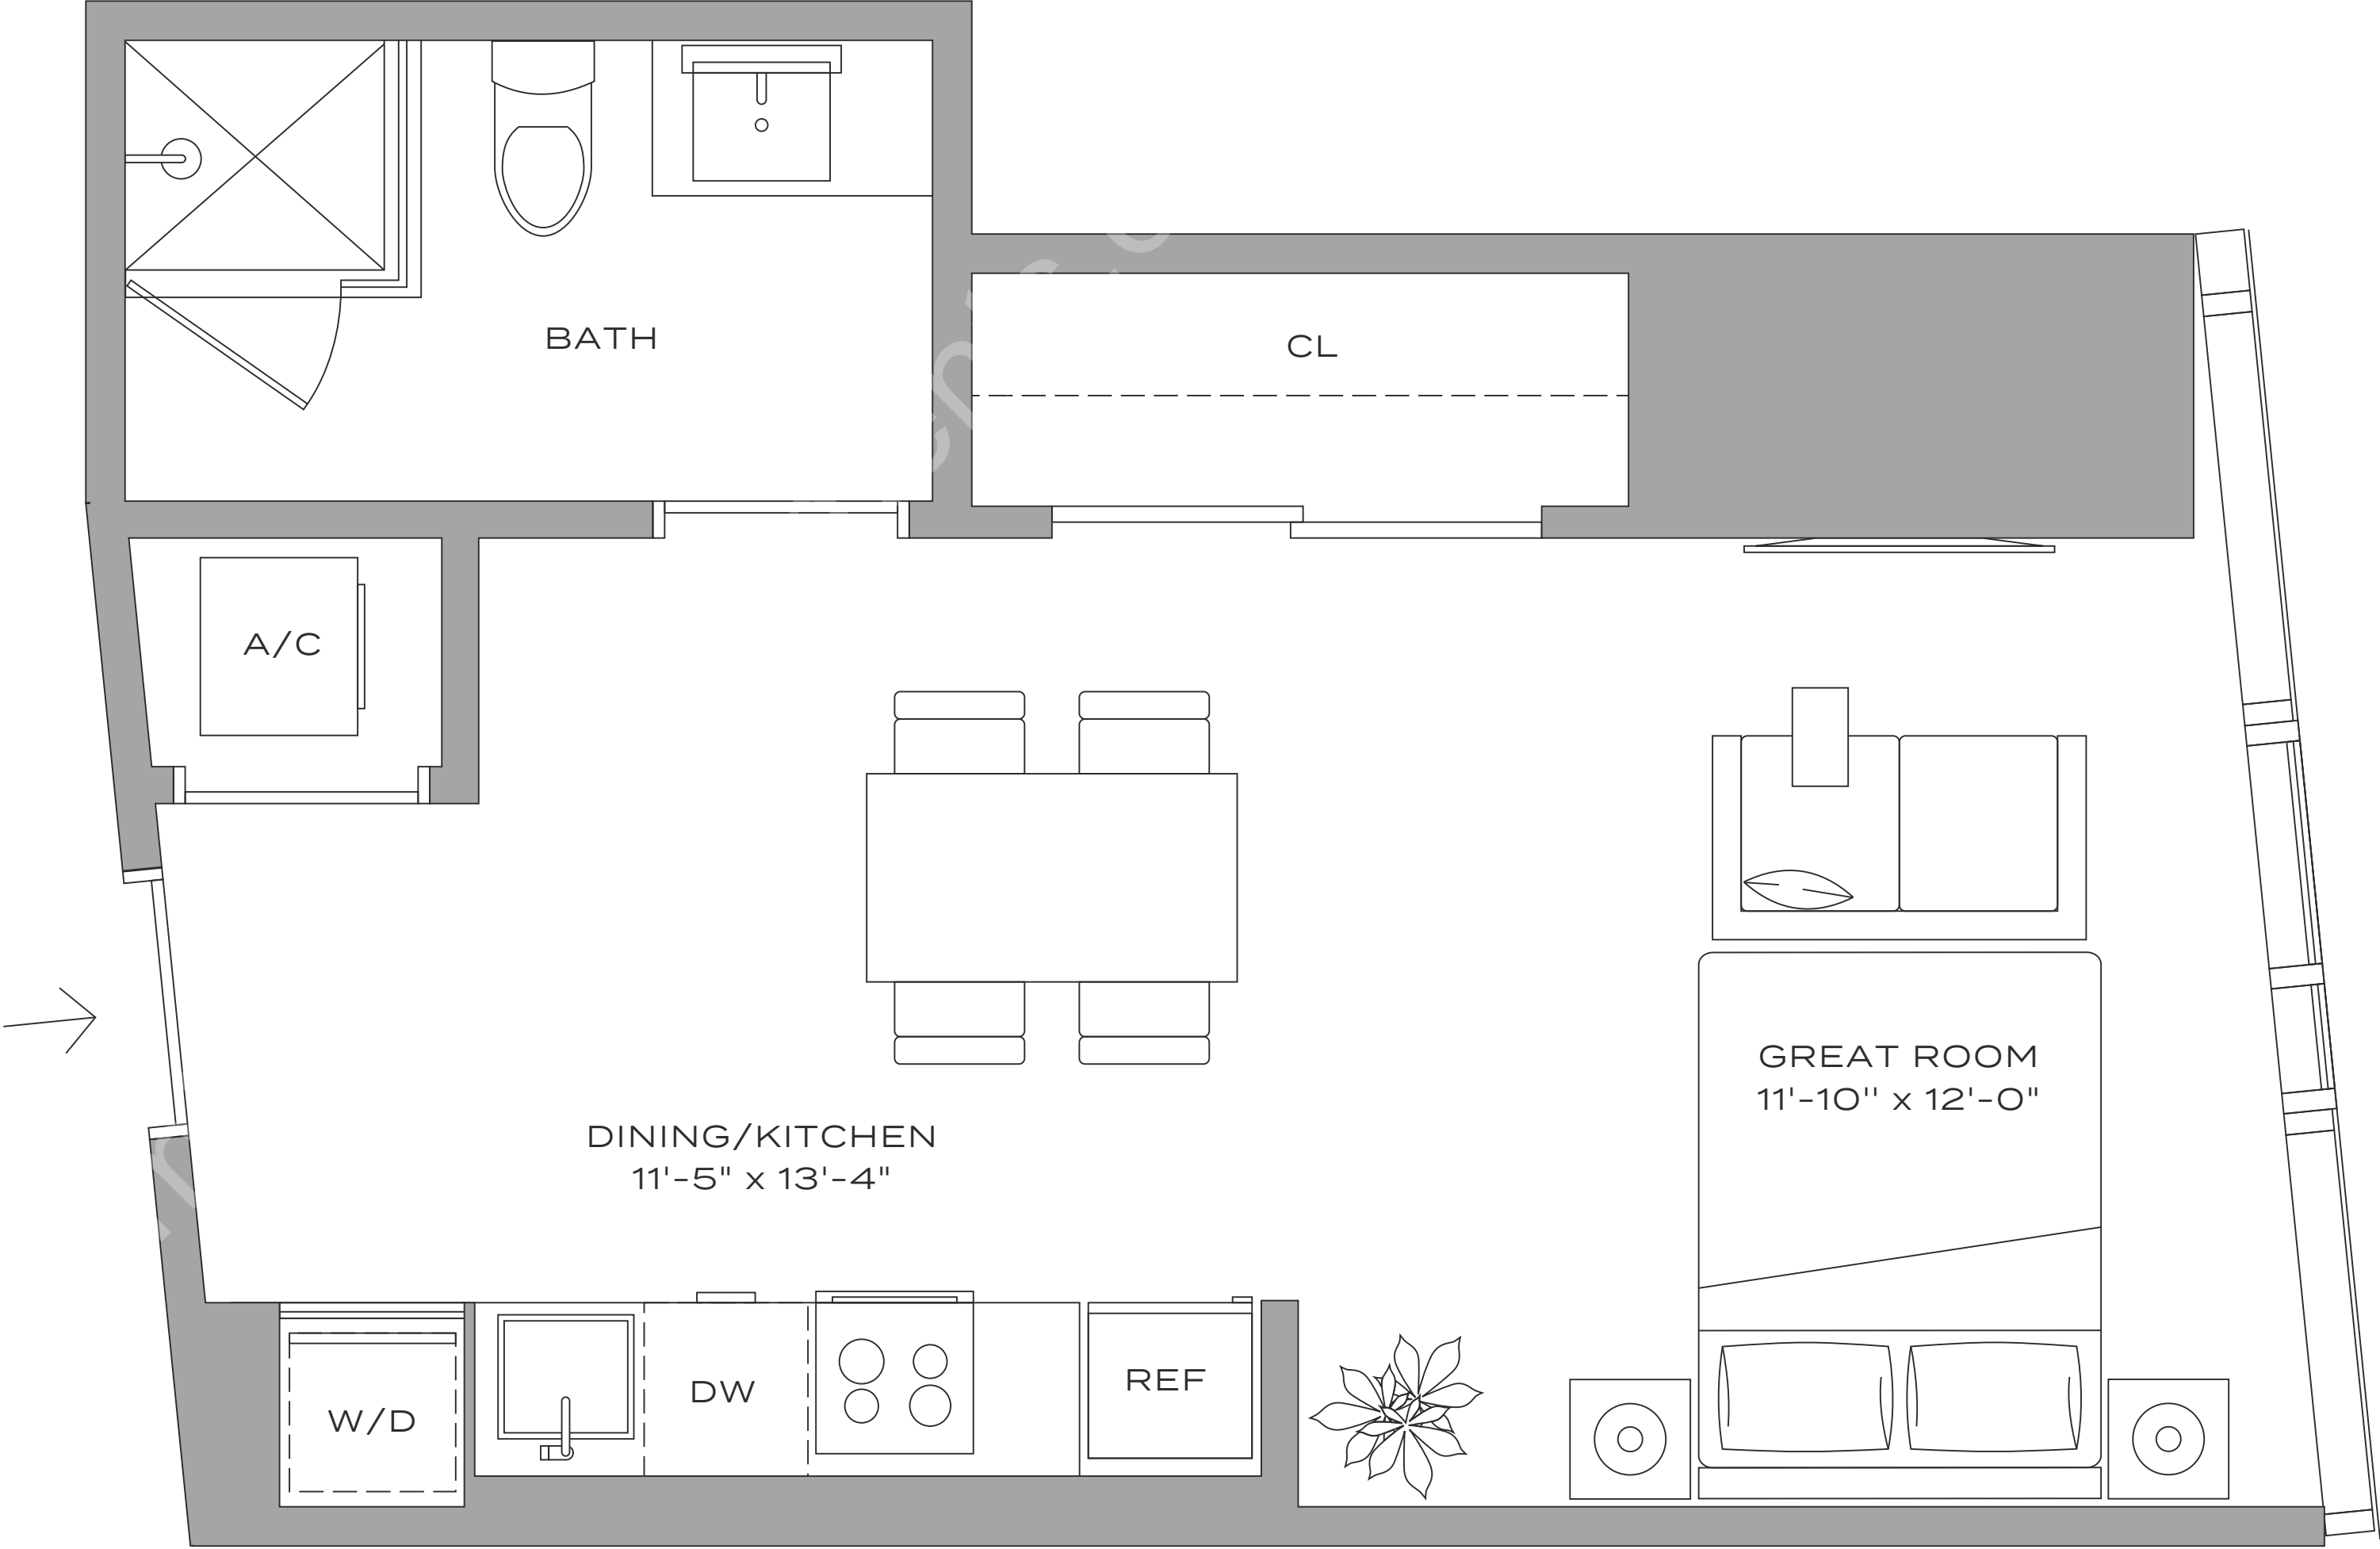 BATH
CL
A/C
GREAT ROOM
11'-10" x 12'-0"
DINING/KITCHEN
11'-5" x 13'-4"
W/D
DW
REF